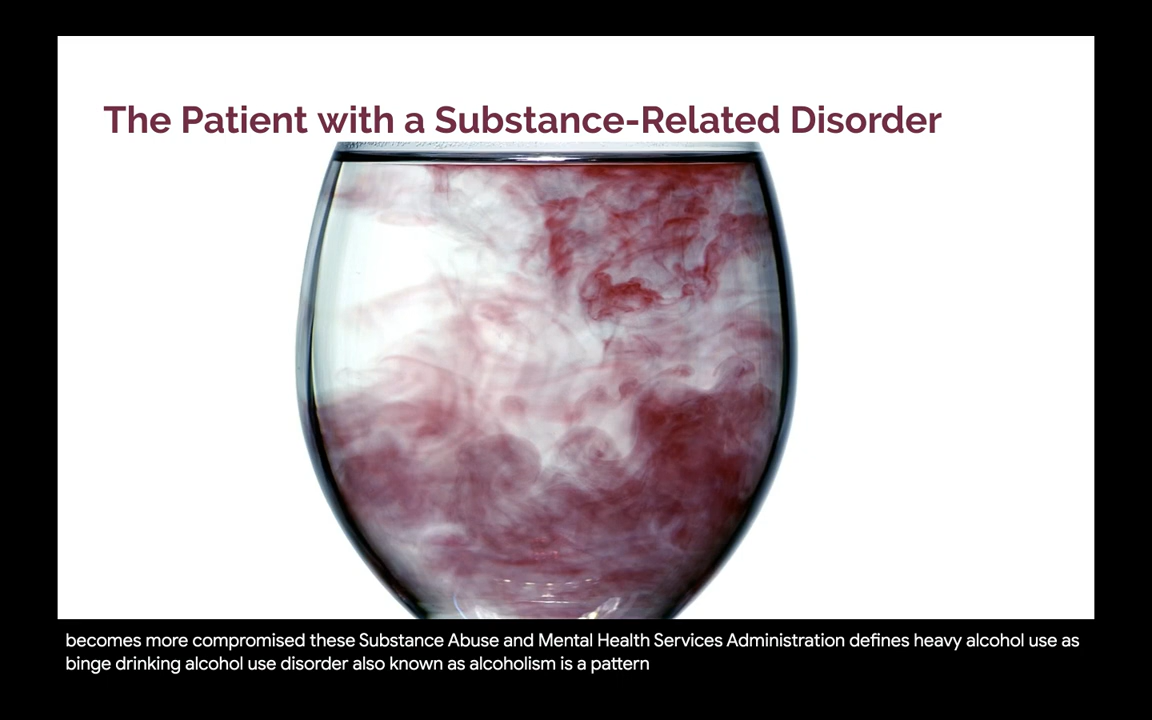 The Patient with a Substance-Related Disorder
becomes more compromised these Substance Abuse and Mental Health Services Administration defines heavy alcohol use as
binge drinking alcohol use disorder also known as alcoholism is a pattern